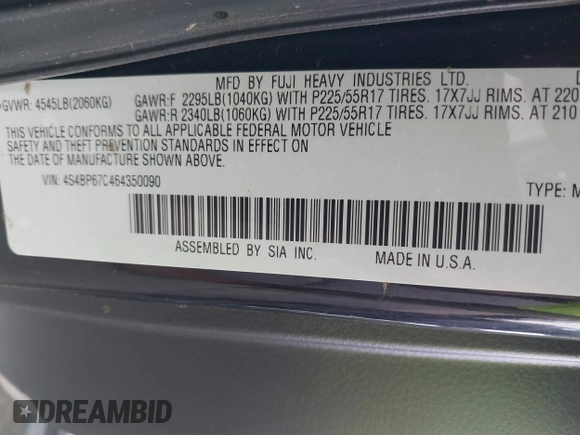 MFD BY FUJI HEAVY INDUSTRIES LTD.
GVWR: 4545LB(2060KG) GAWR:F 2295LB(1040KG) WITH P225/55R17 TIRES. 17X7JJ RIMS. AT 220
GAWR:R 2340LB(1060KG) WITH P225/55R17 TIRES. 17X7JJ RIMS. AT 210
THIS VEHICLE CONFORMS TO ALL APPLICABLE FEDERAL MOTOR VEHICLE
SAFETY AND THEFT PREVENTION STANDARDS IN EFFECT ON
THE DATE OF MANUFACTURE SHOWN ABOVE.
VIN: 4S4BP67C464350090
TYPE: M
ASSEMBLED BY SIA INC. MADE IN U.S.A.
DREAMBID